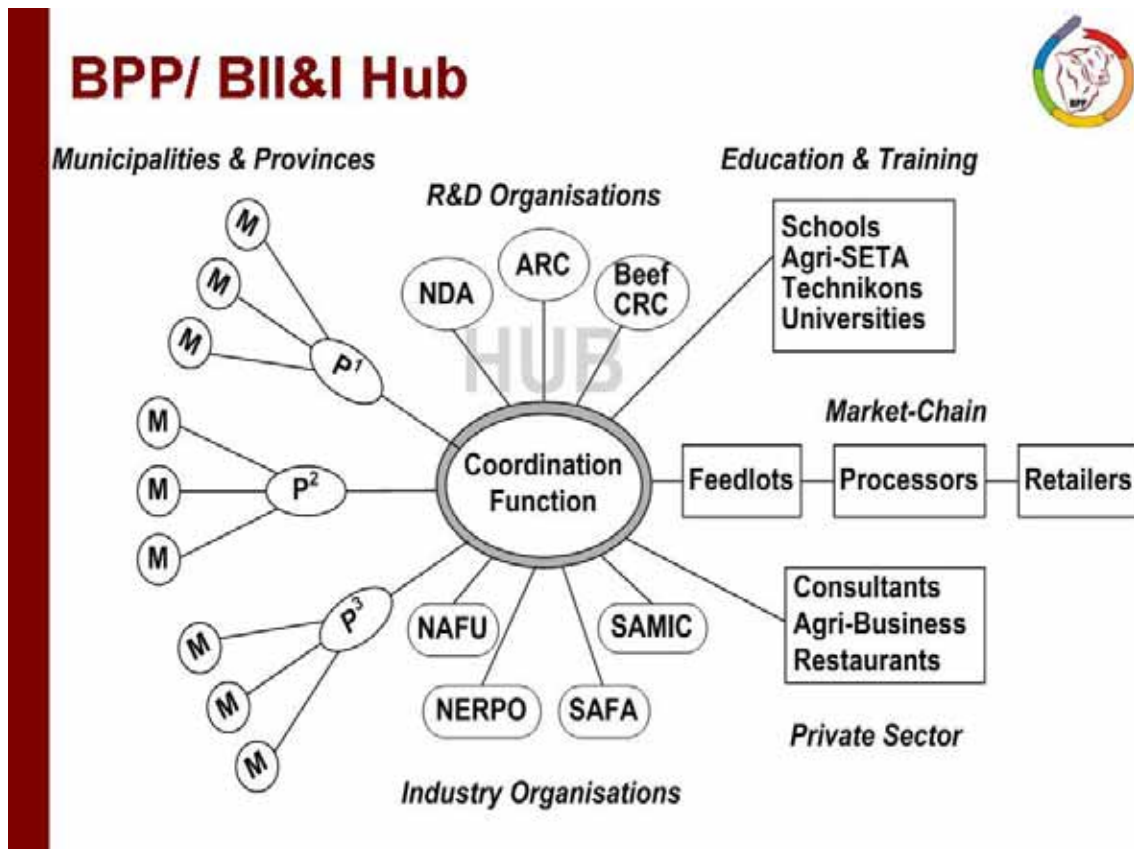 BPP/ BII&I Hub
BPP
Municipalities & Provinces
R&D Organisations
Education & Training
M
M
M
P1
M
M
M
P2
M
M
M
P3
NDA
ARC
Beef
CRC
HUB
Coordination
Function
Schools
Agri-SETA
Technikons
Universities
Market-Chain
Feedlots
Processors
Retailers
NAFU
NERPO
SAFA
SAMIC
Industry Organisations
Consultants
Agri-Business
Restaurants
Private Sector